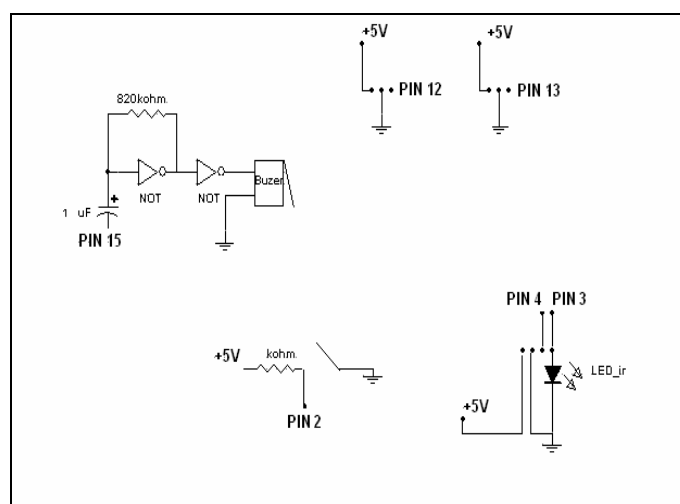 +5V
+5V
PIN 12
PIN 13
820kohm.
NOT
NOT
Buzer
+
1 uF
PIN 15
PIN 4 PIN 3
+5V
kohm.
PIN 2
LED_ir
+5V